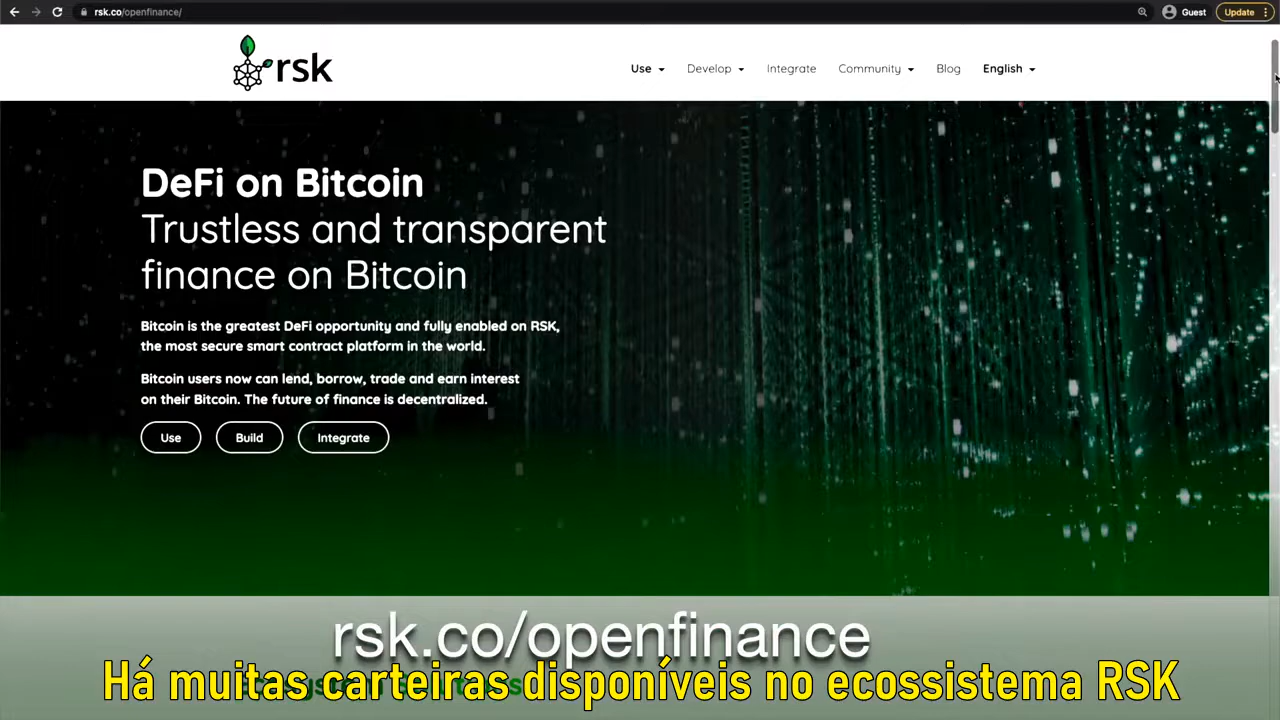 rsk.co/openfinance/
Guest
Update
rsk
Use
Develop
Integrate
Community
Blog
English
DeFi on Bitcoin
Trustless and transparent
finance on Bitcoin
Bitcoin is the greatest DeFi opportunity and fully enabled on RSK,
the most secure smart contract platform in the world.
Bitcoin users now can lend, borrow, trade and earn interest
on their Bitcoin. The future of finance is decentralized.
Use
Build
Integrate
rsk.co/openfinance
Há muitas carteiras disponíveis no ecossistema RSK